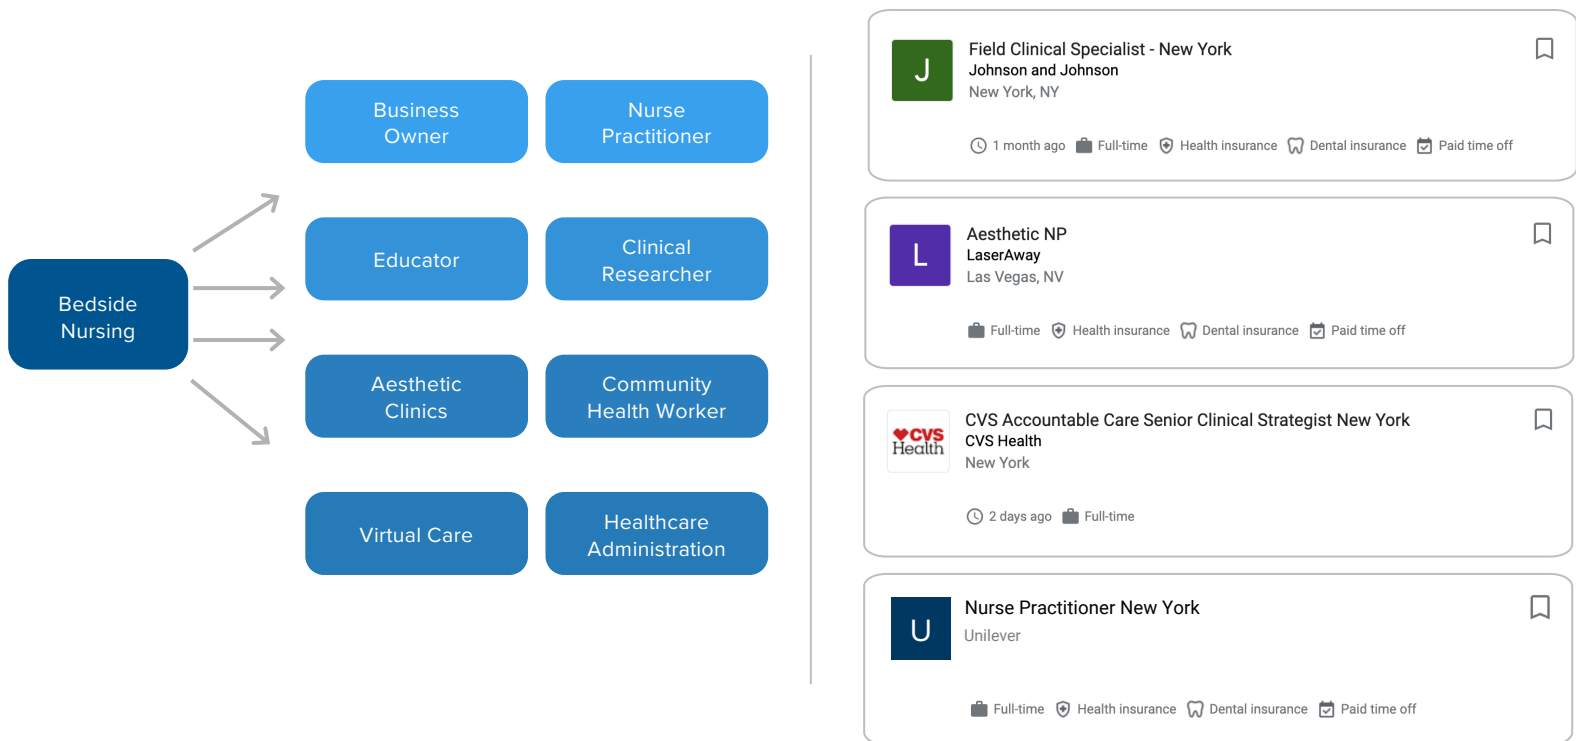 Bedside
Nursing
Business
Owner
Nurse
Practitioner
Educator
Clinical
Researcher
Aesthetic
Clinics
Community
Health Worker
Virtual Care
Healthcare
Administration
J
Field Clinical Specialist - New York
Johnson and Johnson
New York, NY
1 month ago Full-time Health insurance Dental insurance Paid time off
L
Aesthetic NP
LaserAway
Las Vegas, NV
Full-time Health insurance Dental insurance Paid time off
CVS
Health
CVS Accountable Care Senior Clinical Strategist New York
CVS Health
New York
2 days ago Full-time
U
Nurse Practitioner New York
Unilever
Full-time Health insurance Dental insurance Paid time off